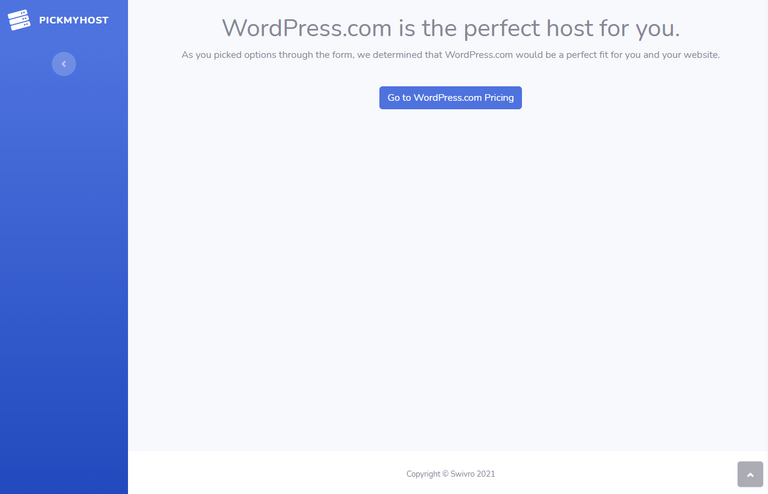 PICKMYHOST
WordPress.com is the perfect host for you.
As you picked options through the form, we determined that WordPress.com would be a perfect fit for you and your website.
Go to WordPress.com Pricing
Copyright © Swivro 2021